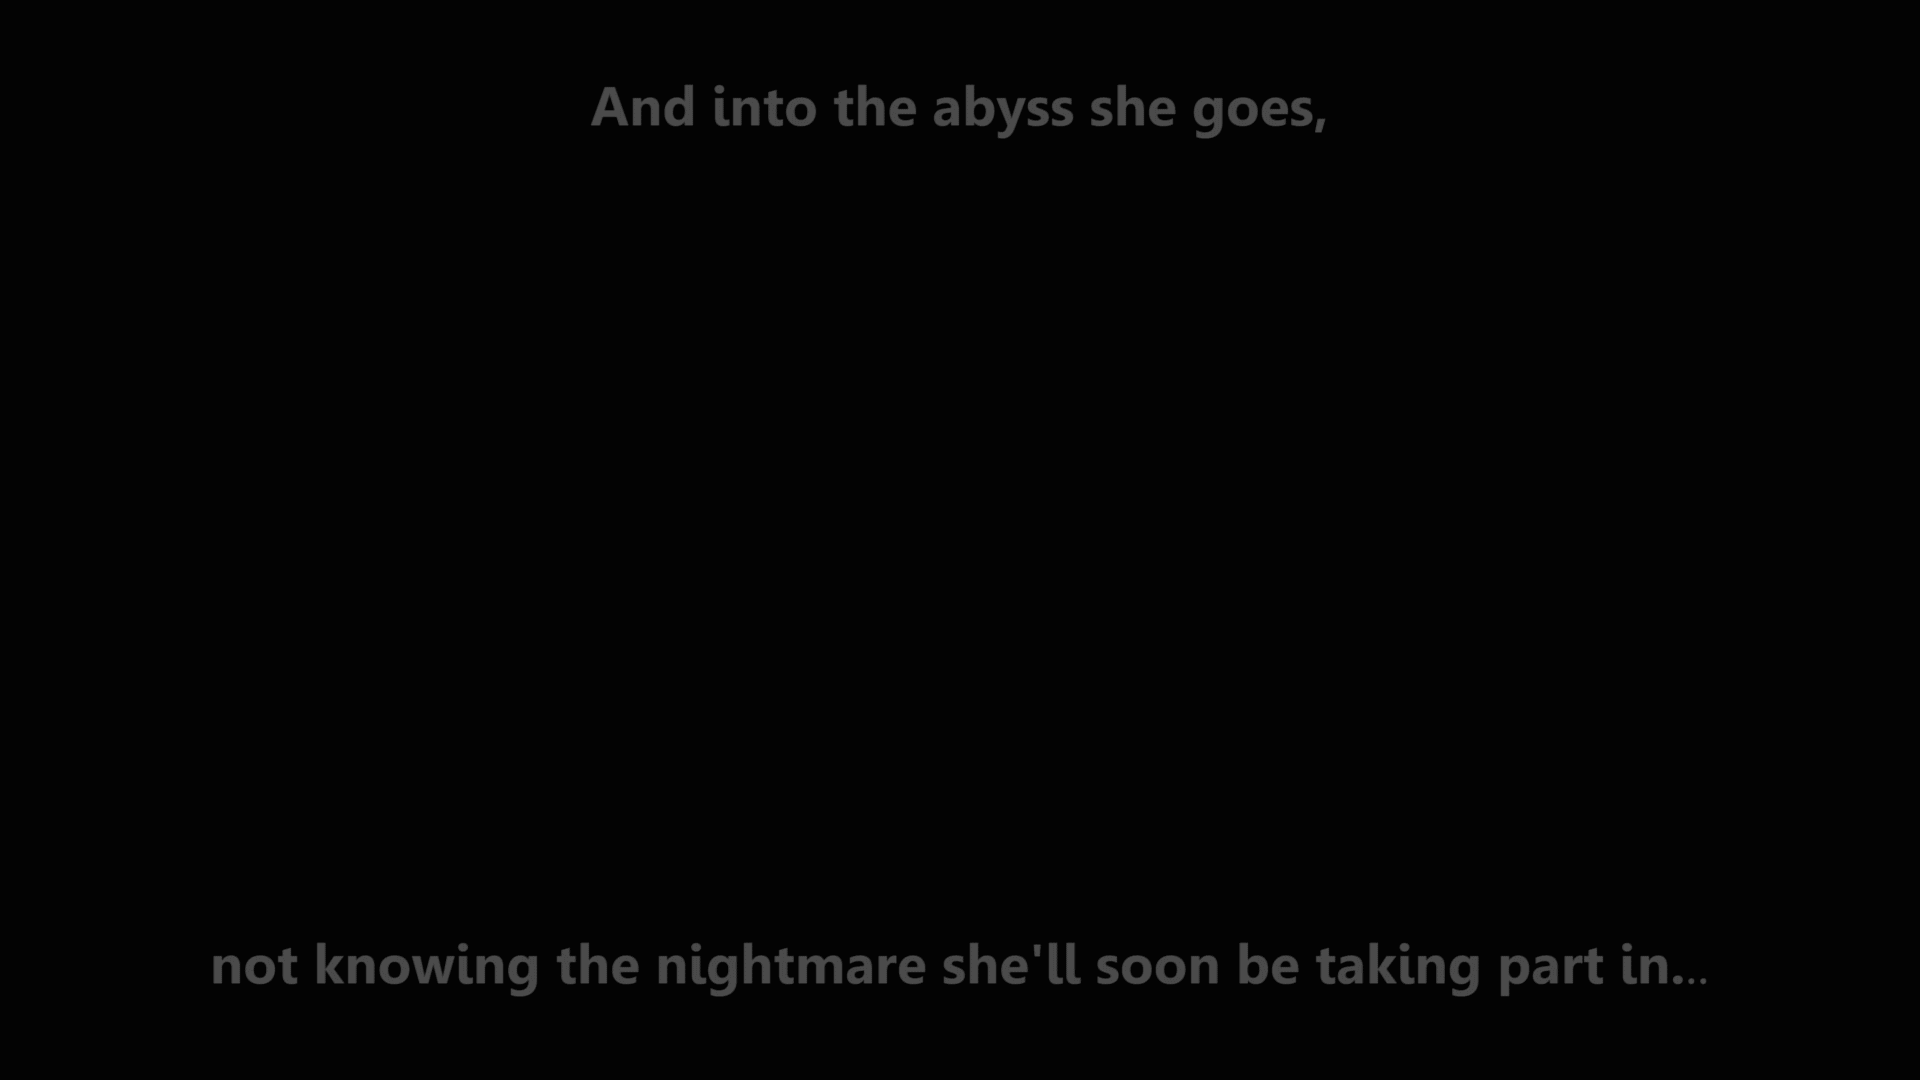 And into the abyss she goes,
not knowing the nightmare she'll soon be taking part in...